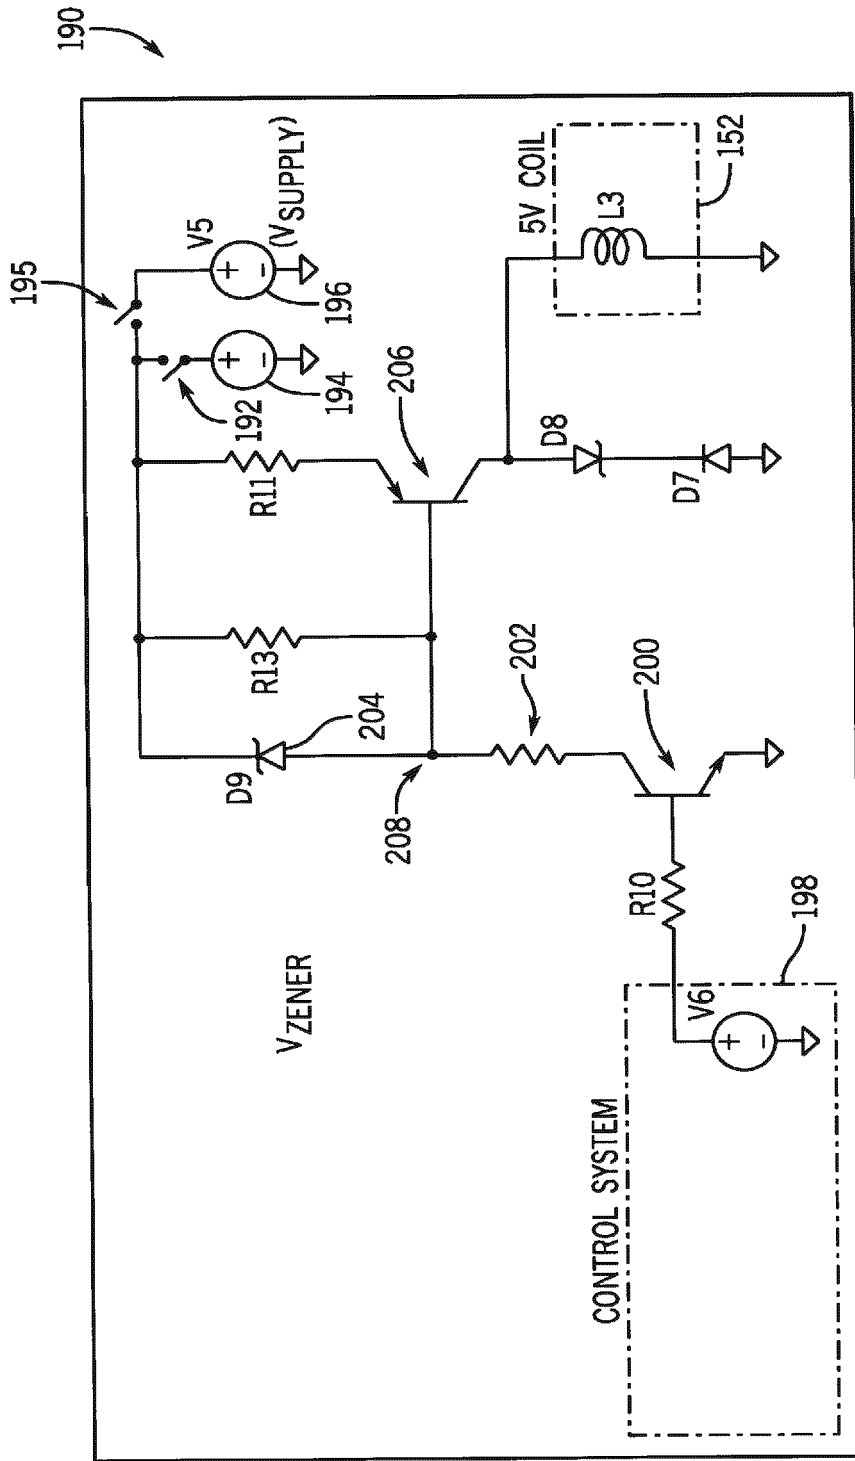 190
195
V5
(VSUPPLY)
196
194
192
206
R11
5V COIL
L3
152
D8
D7
R13
D9
204
208
202
200
R10
VZENER
V6
198
CONTROL SYSTEM